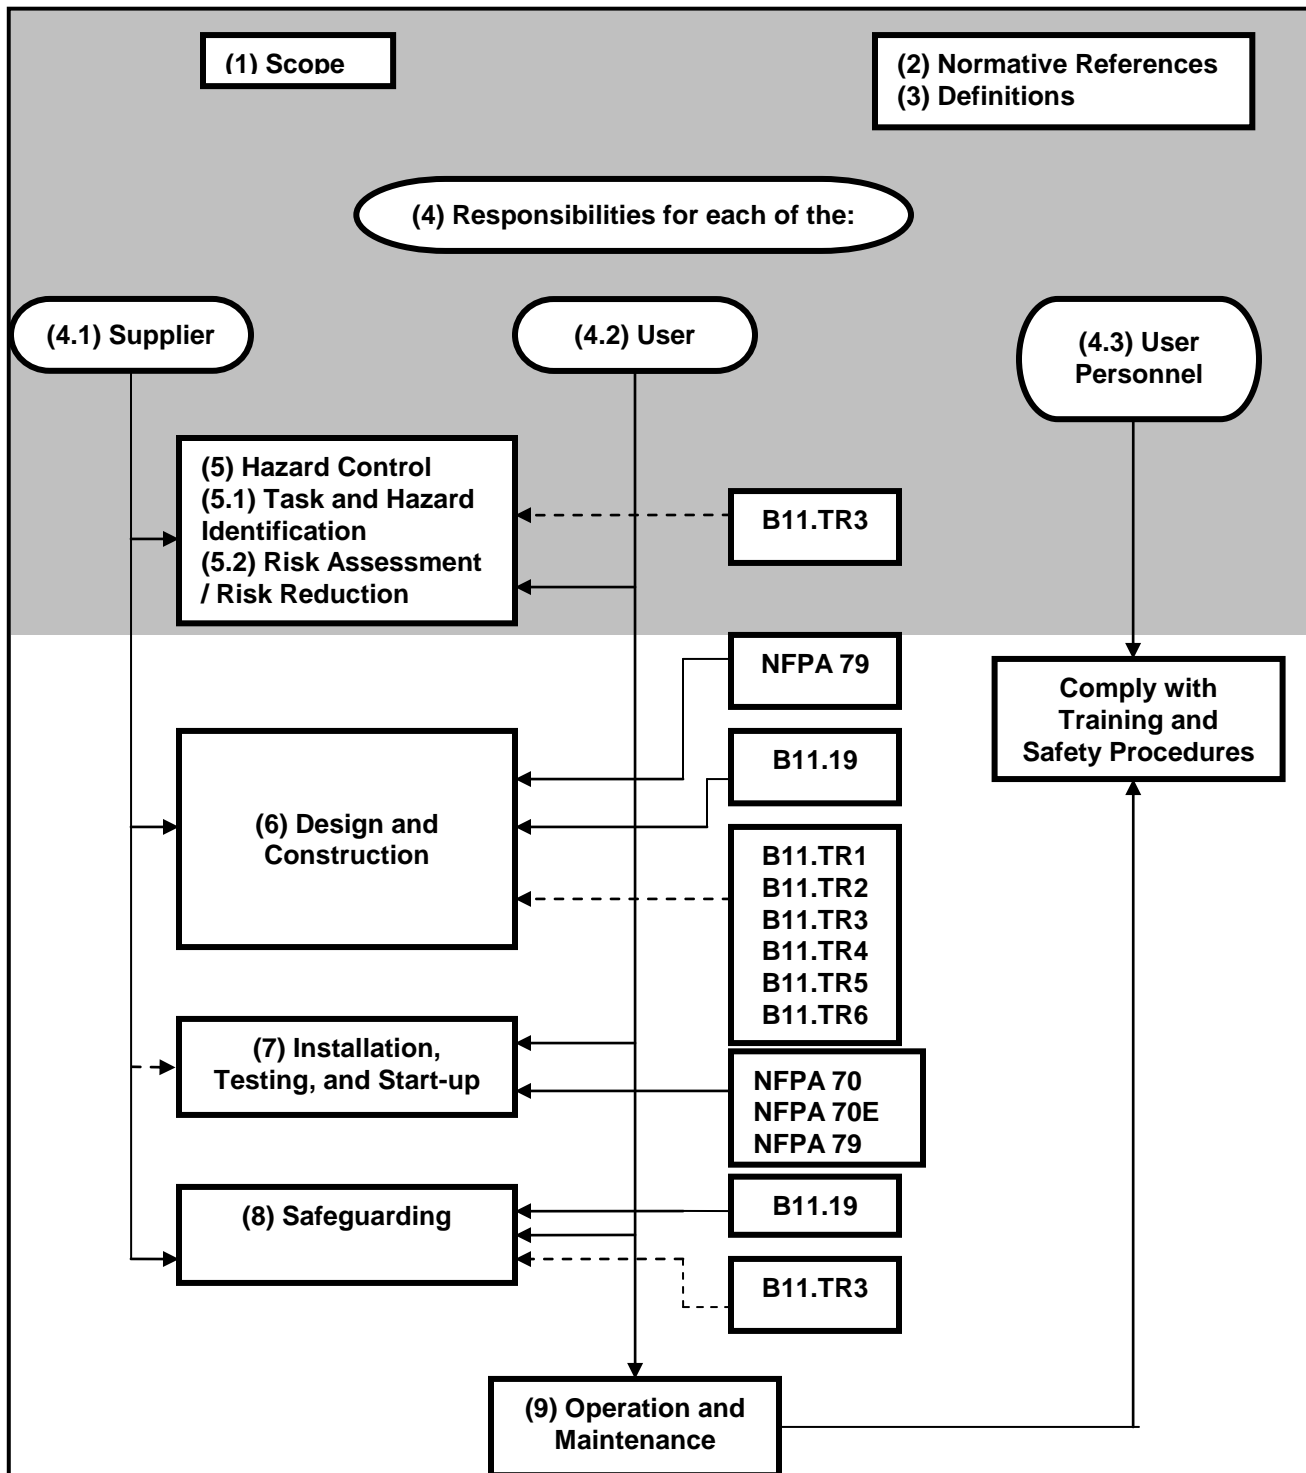 (1) Scope
(2) Normative References
(3) Definitions
(4) Responsibilities for each of the:
(4.1) Supplier
(4.2) User
(4.3) User
Personnel
(5) Hazard Control
(5.1) Task and Hazard
Identification
(5.2) Risk Assessment
/ Risk Reduction
B11.TR3
NFPA 79
Comply with
Training and
Safety Procedures
B11.19
(6) Design and
Construction
B11.TR1
B11.TR2
B11.TR3
B11.TR4
B11.TR5
B11.TR6
(7) Installation,
Testing, and Start-up
NFPA 70
NFPA 70E
NFPA 79
(8) Safeguarding
B11.19
B11.TR3
(9) Operation and
Maintenance